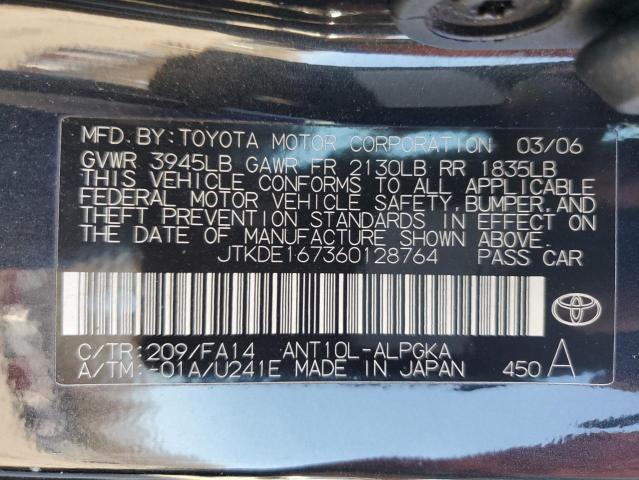 MFD. BY: TOYOTA MOTOR CORPORATION 03/06
GVWR 3945LB GAWR FR 2130LB RR 1835LB
THIS VEHICLE CONFORMS TO ALL APPLICABLE
FEDERAL MOTOR VEHICLE SAFETY, BUMPER, AND
THEFT PREVENTION STANDARDS IN EFFECT ON
THE DATE OF MANUFACTURE SHOWN ABOVE.
JTKDE167360128764 PASS CAR
C/TR: 209/FA14 ANT10L-ALPGKA
A/TM: -01A/U241E MADE IN JAPAN 450 A